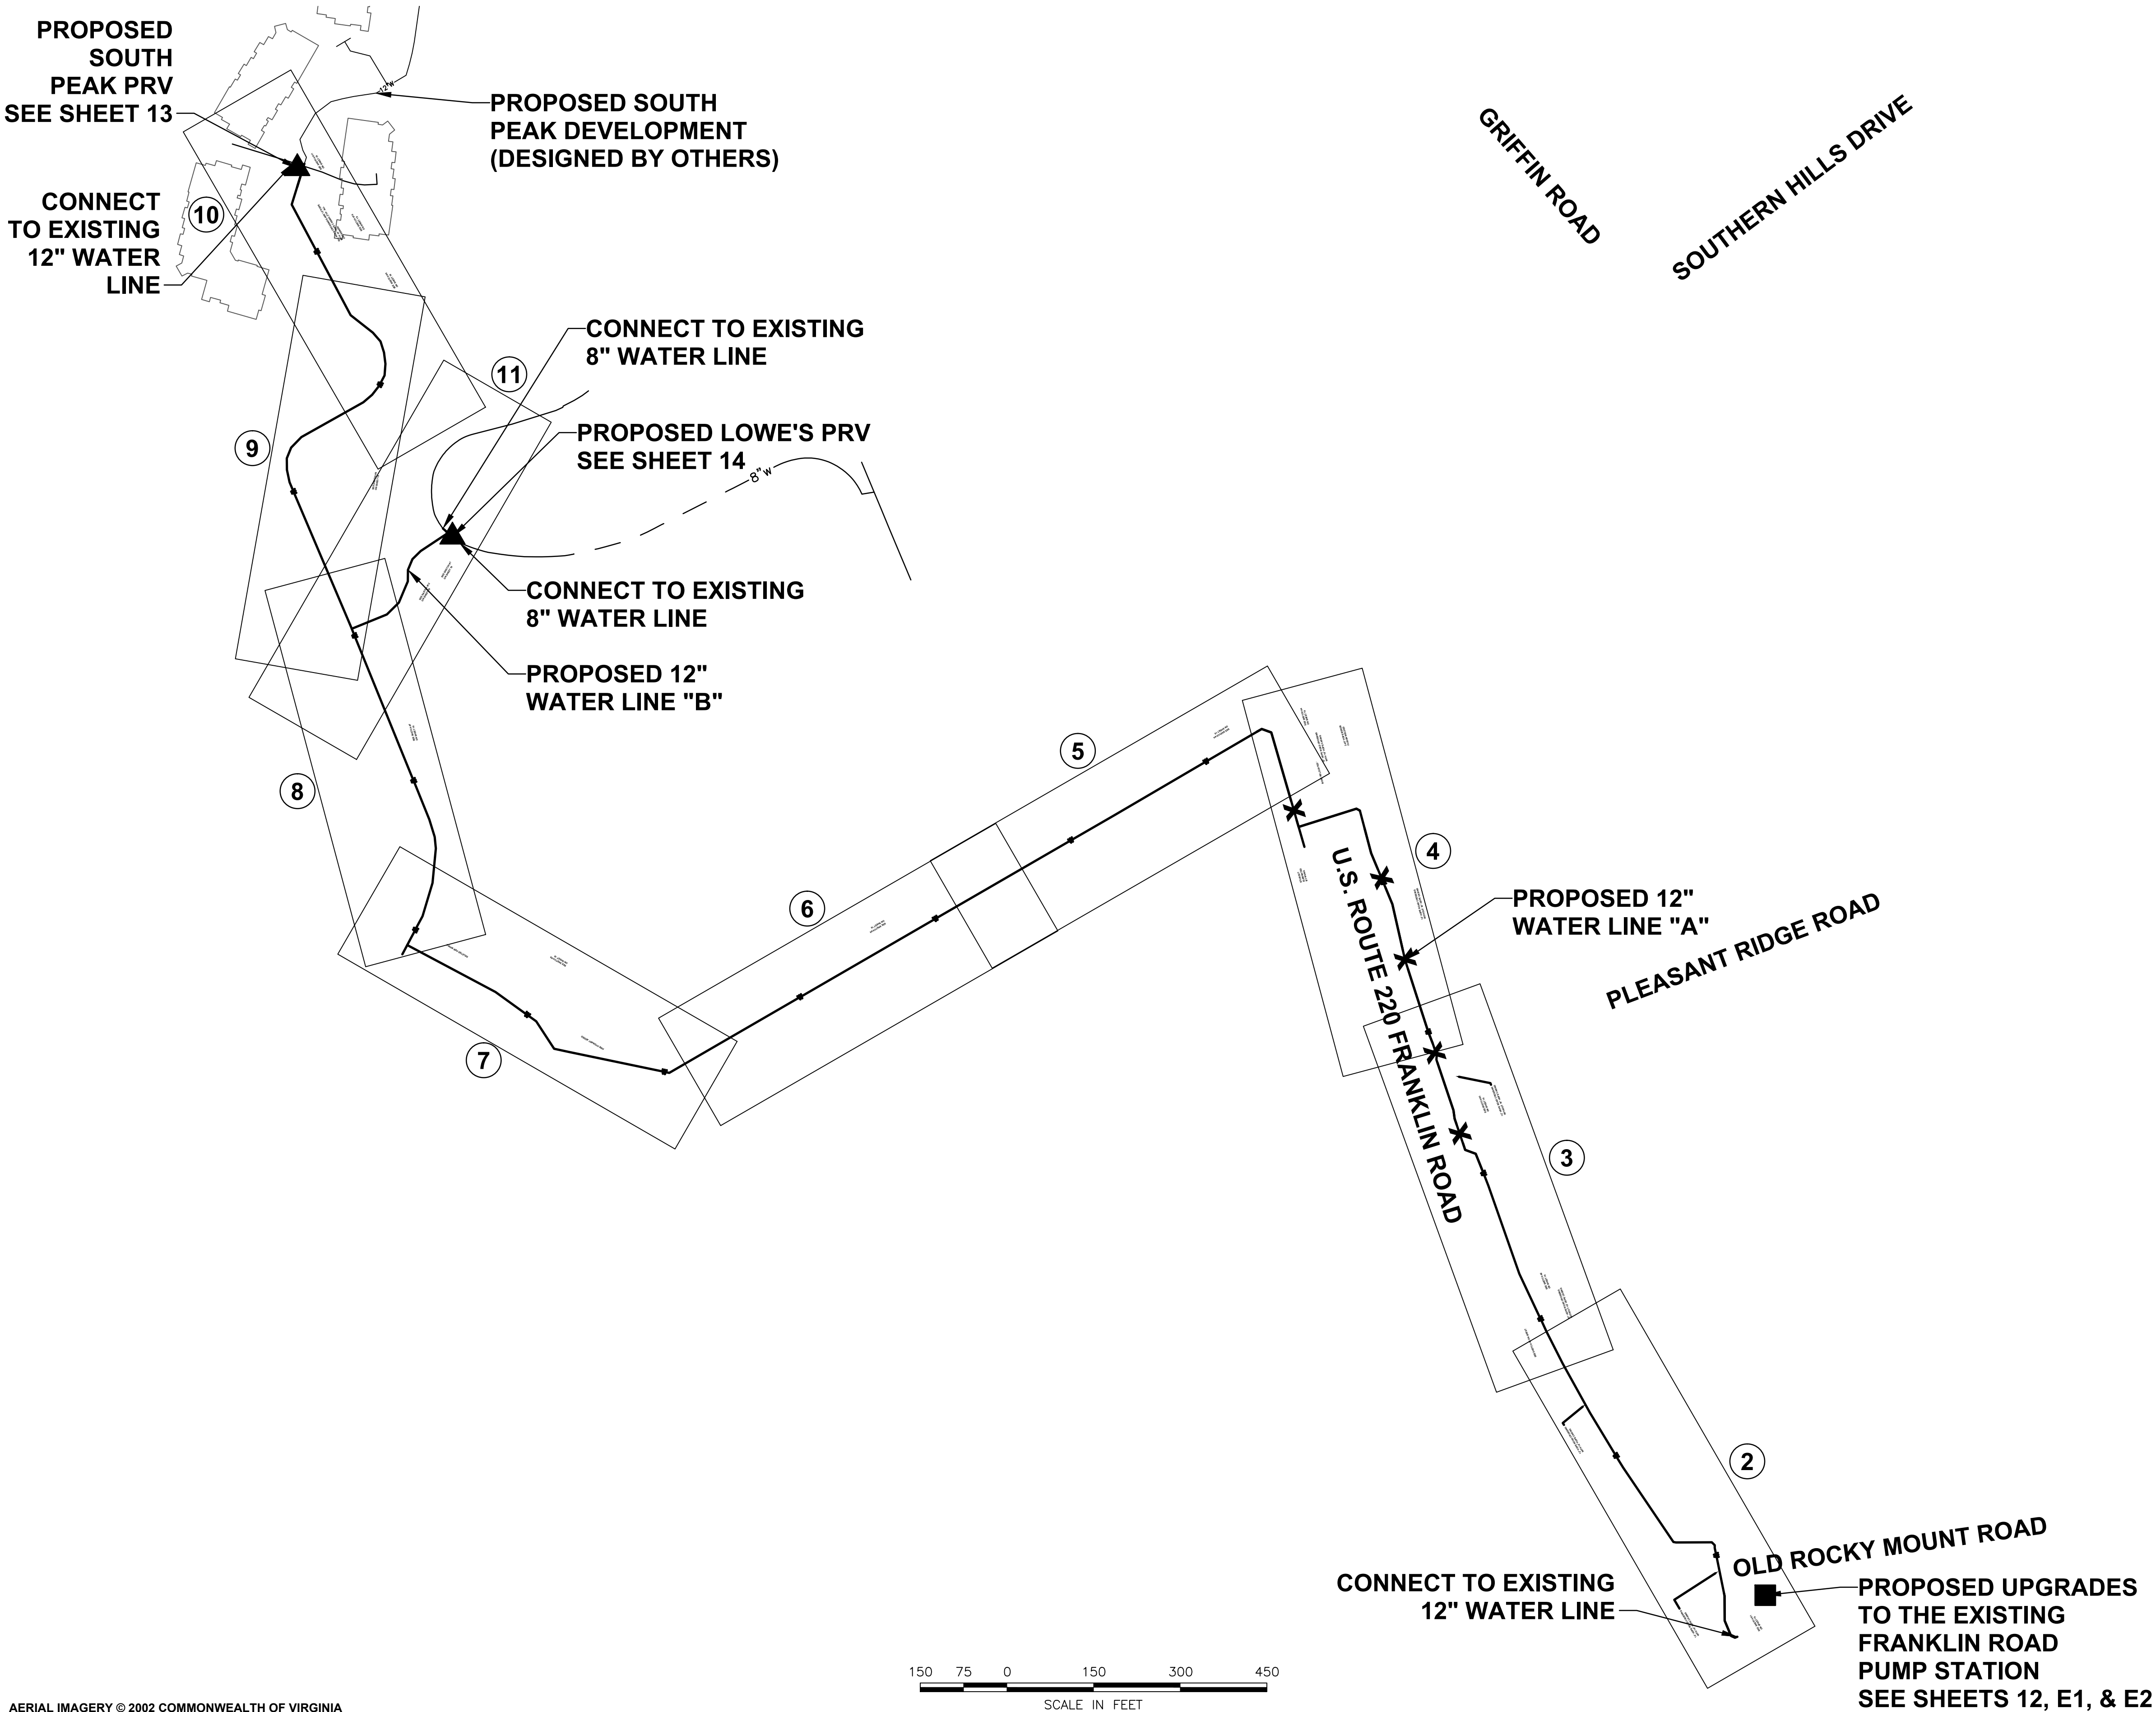 PROPOSED
SOUTH
PEAK PRV
SEE SHEET 13
CONNECT
TO EXISTING
12" WATER
LINE
10
12"W
PROPOSED SOUTH
PEAK DEVELOPMENT
(DESIGNED BY OTHERS)
GRIFFIN ROAD
SOUTHERN HILLS DRIVE
CONNECT TO EXISTING
8" WATER LINE
11
PROPOSED LOWE'S PRV
SEE SHEET 14
8"W
9
CONNECT TO EXISTING
8" WATER LINE
PROPOSED 12"
WATER LINE "B"
8
5
6
7
4
U.S. ROUTE 220 FRANKLIN ROAD
PROPOSED 12"
WATER LINE "A"
PLEASANT RIDGE ROAD
3
2
OLD ROCKY MOUNT ROAD
CONNECT TO EXISTING
12" WATER LINE
PROPOSED UPGRADES
TO THE EXISTING
FRANKLIN ROAD
PUMP STATION
SEE SHEETS 12, E1, & E2
150 75 0 150 300 450
SCALE IN FEET
AERIAL IMAGERY © 2002 COMMONWEALTH OF VIRGINIA